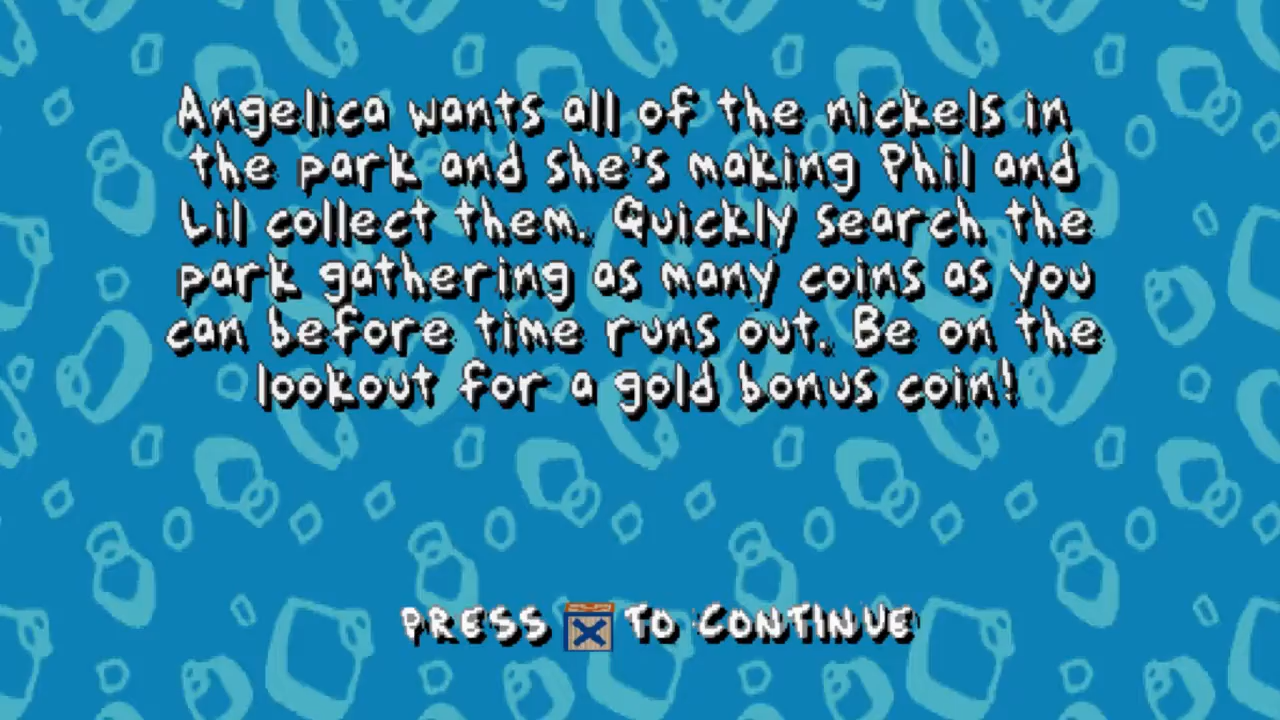 Angelica wants all of the nickels in
the park and she's making Phil and
Lil collect them. Quickly search the
park gathering as many coins as you
can before time runs out. Be on the
lookout for a gold bonus coin!
PRESS X TO CONTINUE